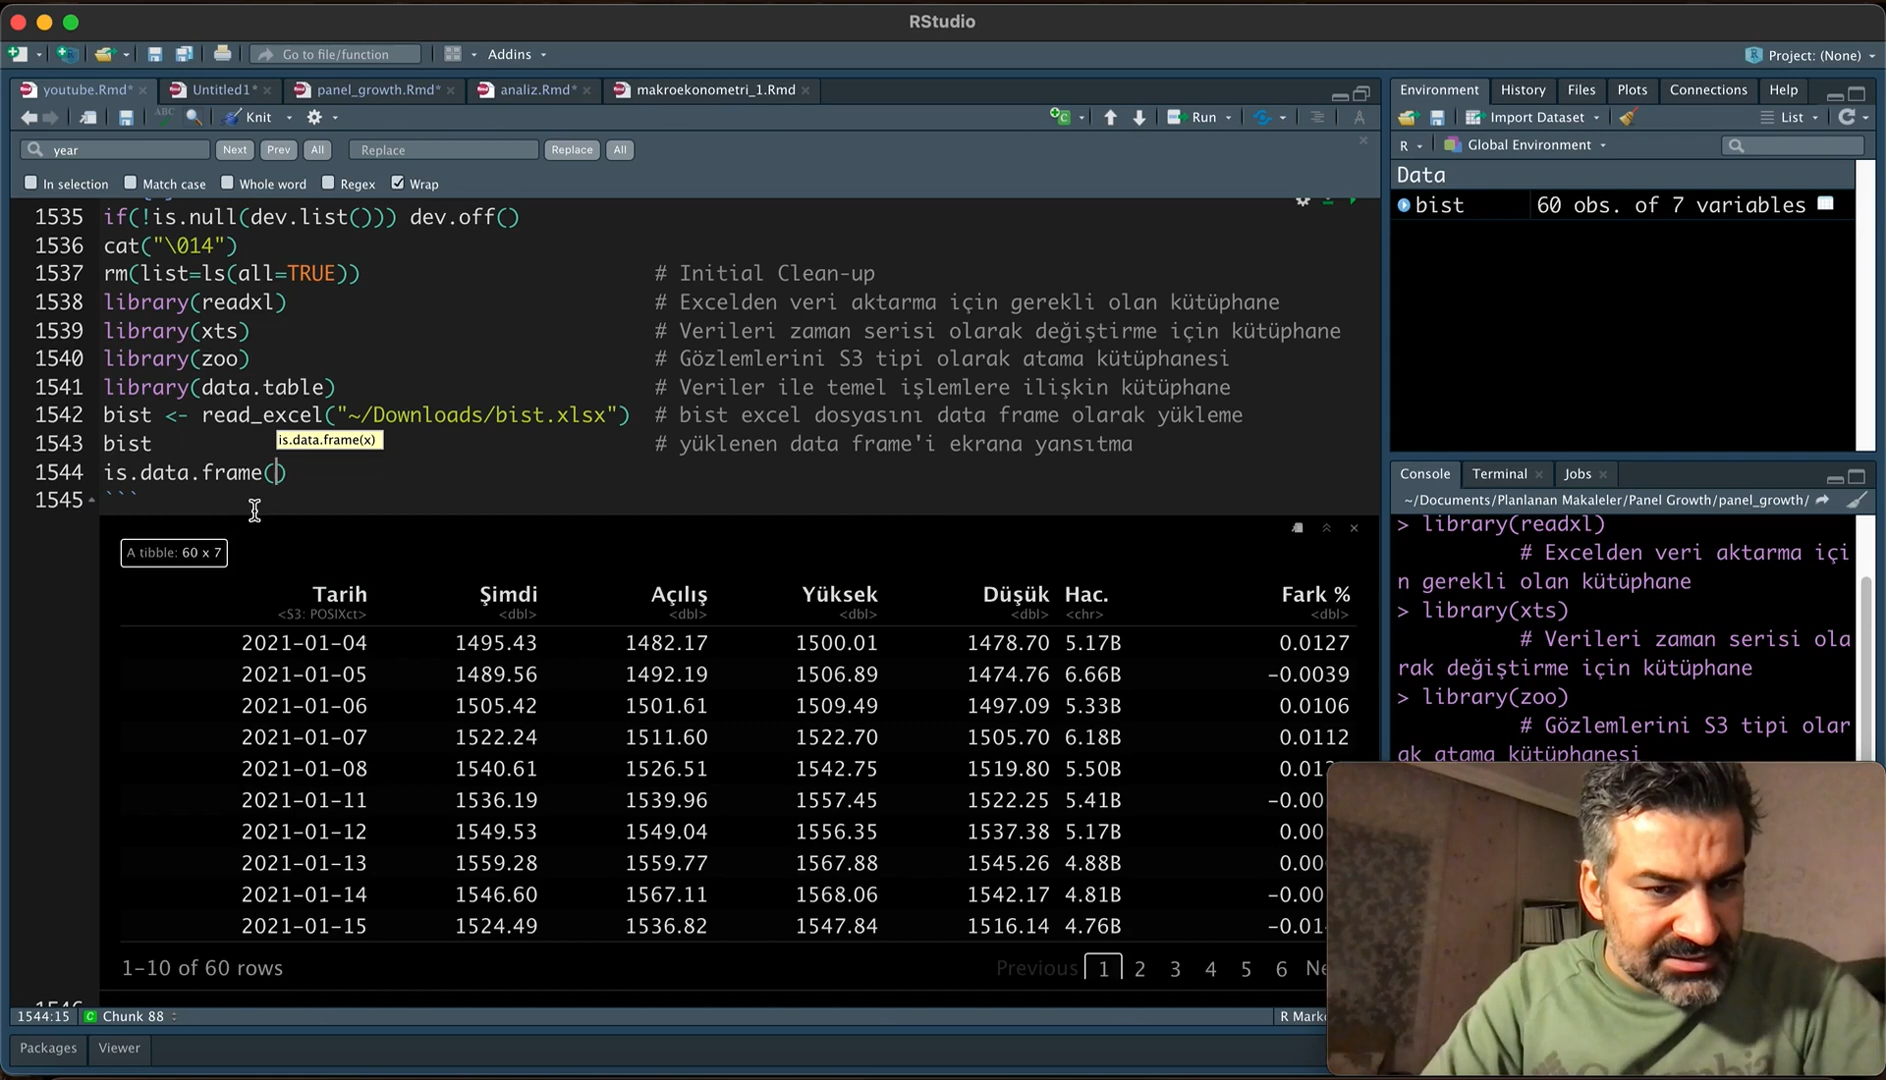 RStudio
Go to file/function
Addins
Project: (None)
youtube.Rmd*
Untitled1*
panel_growth.Rmd*
analiz.Rmd*
makroekonometri_1.Rmd
ABC
Knit
Run
year
Next
Prev
All
Replace
Replace
All
In selection
Match case
Whole word
Regex
Wrap
1535 if(!is.null(dev.list())) dev.off()
1536 cat("\014")
1537 rm(list=ls(all=TRUE)) # Initial Clean-up
1538 library(readxl) # Excelden veri aktarma için gerekli olan kütüphane
1539 library(xts) # Verileri zaman serisi olarak değiştirme için kütüphane
1540 library(zoo) # Gözlemlerini S3 tipi olarak atama kütüphanesi
1541 library(data.table) # Veriler ile temel işlemlere ilişkin kütüphane
1542 bist <- read_excel("~/Downloads/bist.xlsx") # bist excel dosyasını data frame olarak yükleme
1543 bist # yüklenen data frame'i ekrana yansıtma
is.data.frame(x)
1544 is.data.frame()
1545 ```
A tibble: 60 x 7
Tarih Şimdi Açılış Yüksek Düşük Hac. Fark %
<S3: POSIXct> <dbl> <dbl> <dbl> <dbl> <chr> <dbl>
2021-01-04 1495.43 1482.17 1500.01 1478.70 5.17B 0.0127
2021-01-05 1489.56 1492.19 1506.89 1474.76 6.66B -0.0039
2021-01-06 1505.42 1501.61 1509.49 1497.09 5.33B 0.0106
2021-01-07 1522.24 1511.60 1522.70 1505.70 6.18B 0.0112
2021-01-08 1540.61 1526.51 1542.75 1519.80 5.50B
2021-01-11 1536.19 1539.96 1557.45 1522.25 5.41B -0.00
2021-01-12 1549.53 1549.04 1556.35 1537.38 5.17B 0.00
2021-01-13 1559.28 1559.77 1567.88 1545.26 4.88B
2021-01-14 1546.60 1567.11 1568.06 1542.17 4.81B -0.00
2021-01-15 1524.49 1536.82 1547.84 1516.14 4.76B
1-10 of 60 rows
Previous 1 2 3 4 5 6
1544:15
Chunk 88
R Mark
Packages
Viewer
Environment
History
Files
Plots
Connections
Help
Import Dataset
List
R
Global Environment
Data
bist 60 obs. of 7 variables
Console
Terminal
Jobs
~/Documents/Planlanan Makaleler/Panel Growth/panel_growth/
> library(readxl)
# Excelden veri aktarma içi
n gerekli olan kütüphane
> library(xts)
# Verileri zaman serisi ola
rak değiştirme için kütüphane
> library(zoo)
# Gözlemlerini S3 tipi olar
ak atama kütüphanesi
Columbia